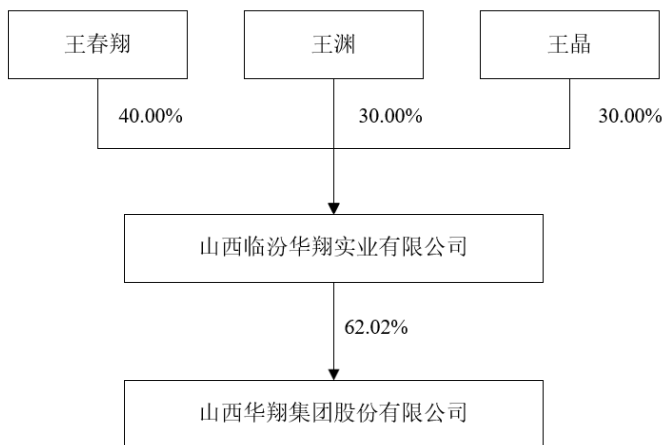 王春翔 王渊 王晶
40.00% 30.00% 30.00%
山西临汾华翔实业有限公司
62.02%
山西华翔集团股份有限公司